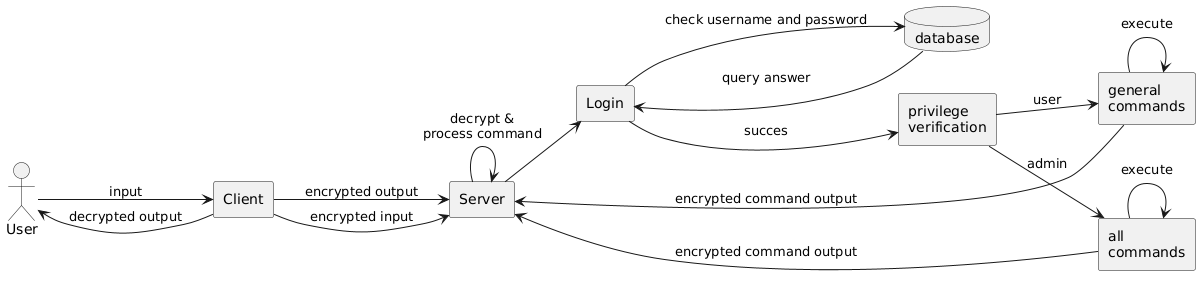 check username and password
database
execute
query answer
general
commands
Login
privilege
verification
user
succes
decrypt &
process command
admin
execute
input
Client
encrypted output
Server
encrypted command output
User
decrypted output
encrypted input
all
commands
encrypted command output